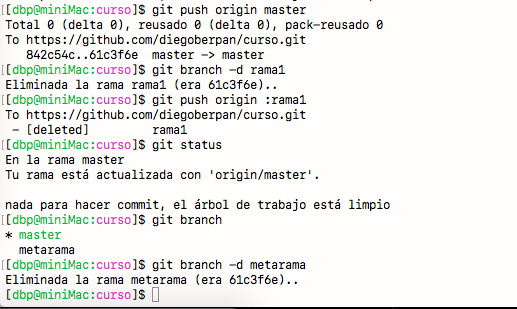 [[dbp@miniMac:curso]$ git push origin master
Total 0 (delta 0), reusado 0 (delta 0), pack-reusado 0
To https://github.com/diegoberpan/curso.git
   842c54c..61c3f6e  master -> master
[[dbp@miniMac:curso]$ git branch -d rama1
Eliminada la rama rama1 (era 61c3f6e)..
[[dbp@miniMac:curso]$ git push origin :rama1
To https://github.com/diegoberpan/curso.git
 - [deleted]         rama1
[[dbp@miniMac:curso]$ git status
En la rama master
Tu rama está actualizada con 'origin/master'.

nada para hacer commit, el árbol de trabajo está limpio
[[dbp@miniMac:curso]$ git branch
* master
  metarama
[[dbp@miniMac:curso]$ git branch -d metarama
Eliminada la rama metarama (era 61c3f6e)..
[dbp@miniMac:curso]$